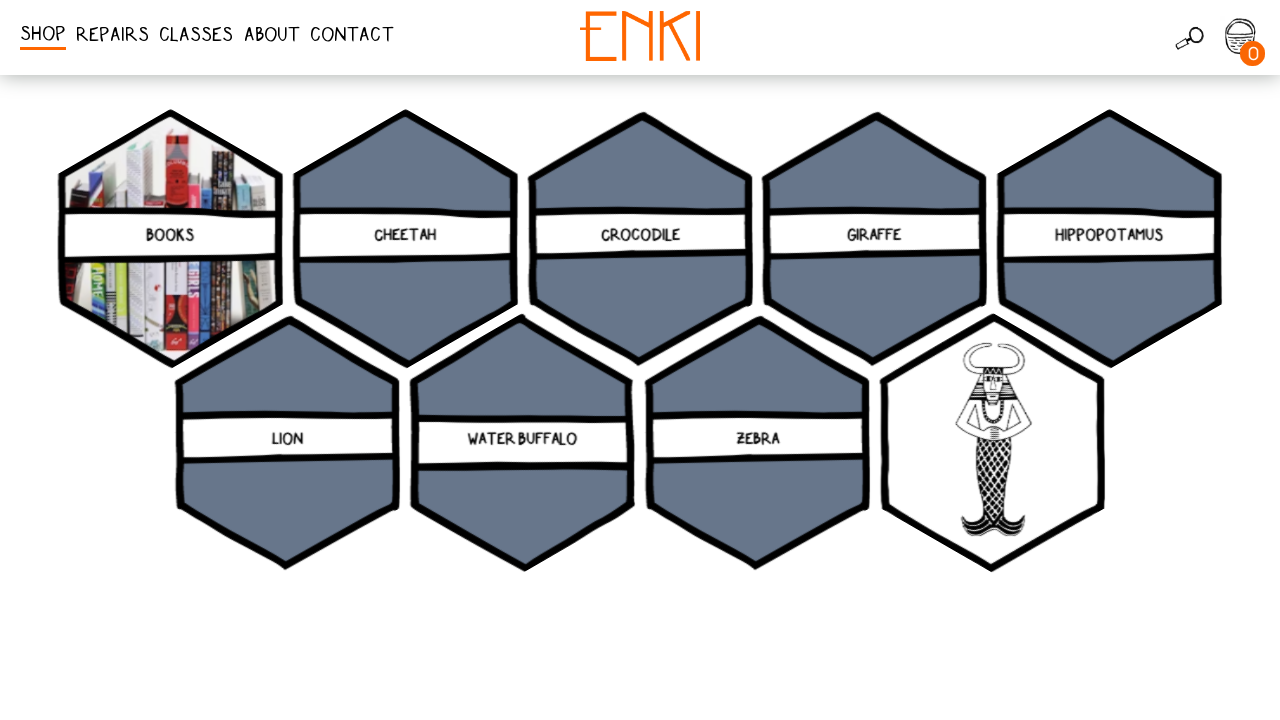 SHOP REPAIRS CLASSES ABOUT CONTACT
ENKI
0
BOOKS
CHEETAH
CROCODILE
GIRAFFE
HIPPOPOTAMUS
LION
WATER BUFFALO
ZEBRA